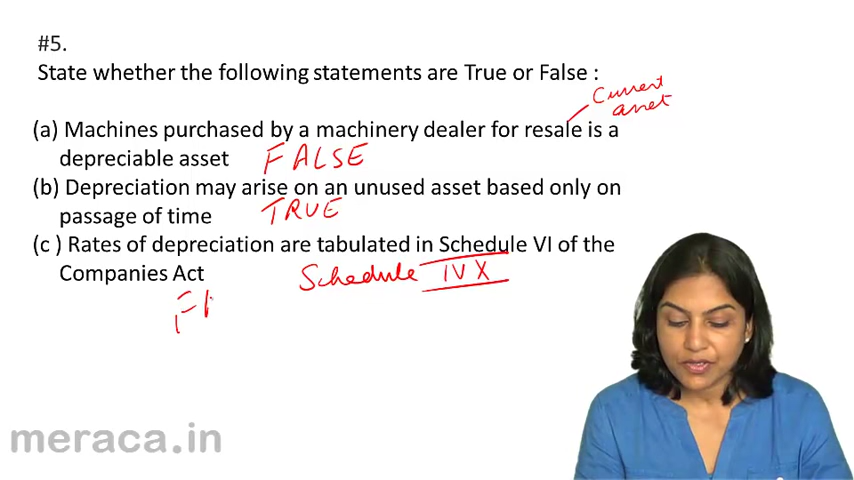 #5.
State whether the following statements are True or False :
Current
asset
(a) Machines purchased by a machinery dealer for resale is a
depreciable asset FALSE
(b) Depreciation may arise on an unused asset based only on
passage of time TRUE
(c ) Rates of depreciation are tabulated in Schedule VI of the
Companies Act Schedule IVX
F
meraca.in